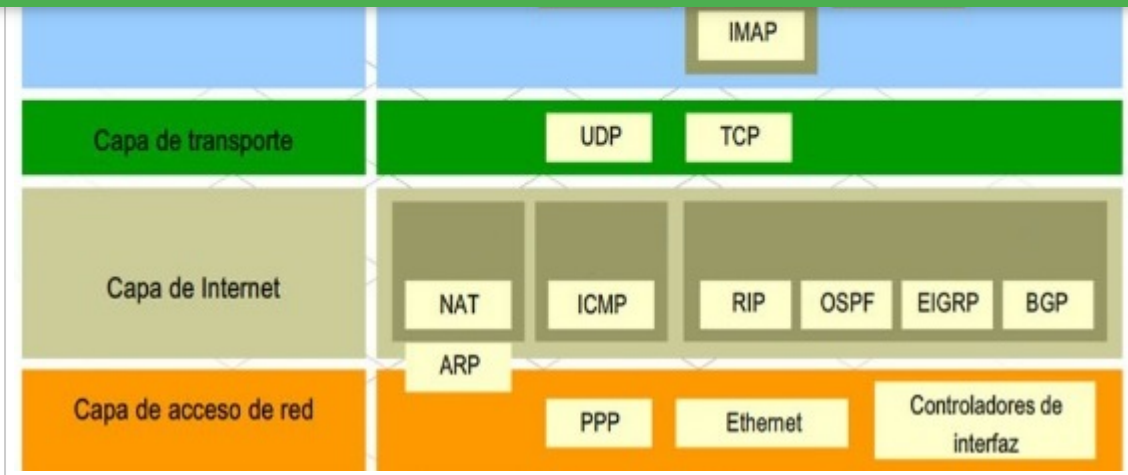 IMAP
Capa de transporte
UDP
TCP
Capa de Internet
NAT
ICMP
RIP
OSPF
EIGRP
BGP
ARP
Capa de acceso de red
PPP
Ethernet
Controladores de
interfaz